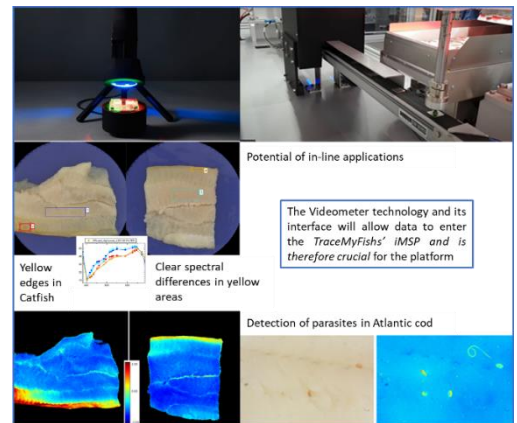 Potential of in-line applications
The Videometer technology and its
interface will allow data to enter
the TraceMyFishs' iMSP and is
therefore crucial for the platform
Yellow
edges in
Catfish
Clear spectral
differences in yellow
areas
Detection of parasites in Atlantic cod